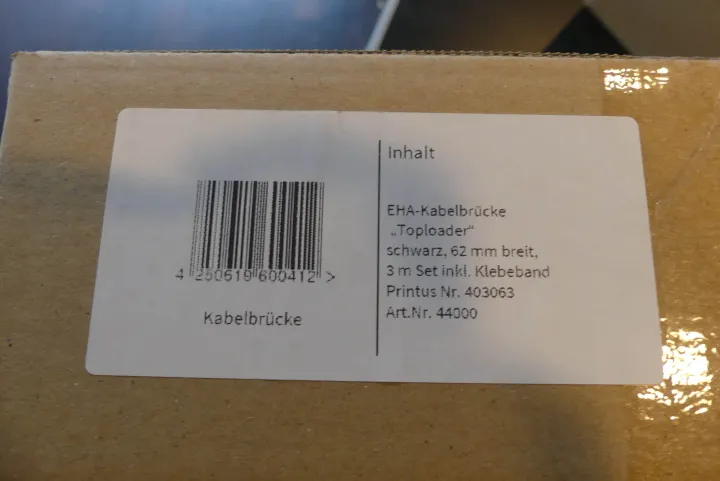 4 250619 600412 >
Kabelbrücke
Inhalt
EHA-Kabelbrücke
„Toploader“
schwarz, 62 mm breit,
3 m Set inkl. Klebeband
Printus Nr. 403063
Art.Nr. 44000